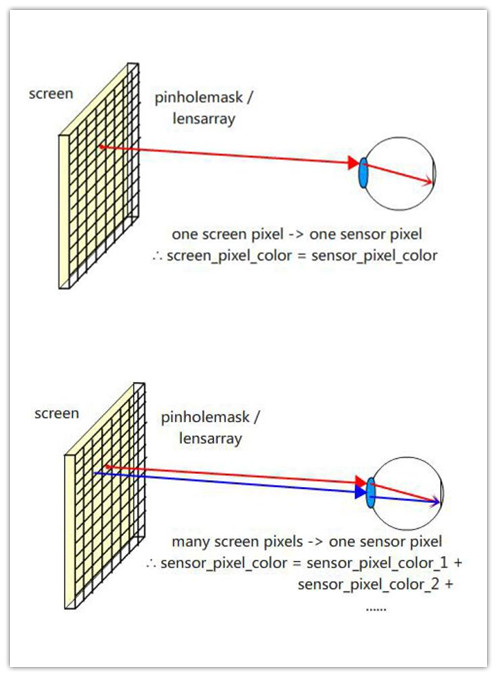 screen
pinholemask /
lensarray
one screen pixel -> one sensor pixel
∴ screen_pixel_color = sensor_pixel_color
screen
pinholemask /
lensarray
many screen pixels -> one sensor pixel
∴ sensor_pixel_color = sensor_pixel_color_1 +
sensor_pixel_color_2 +
......